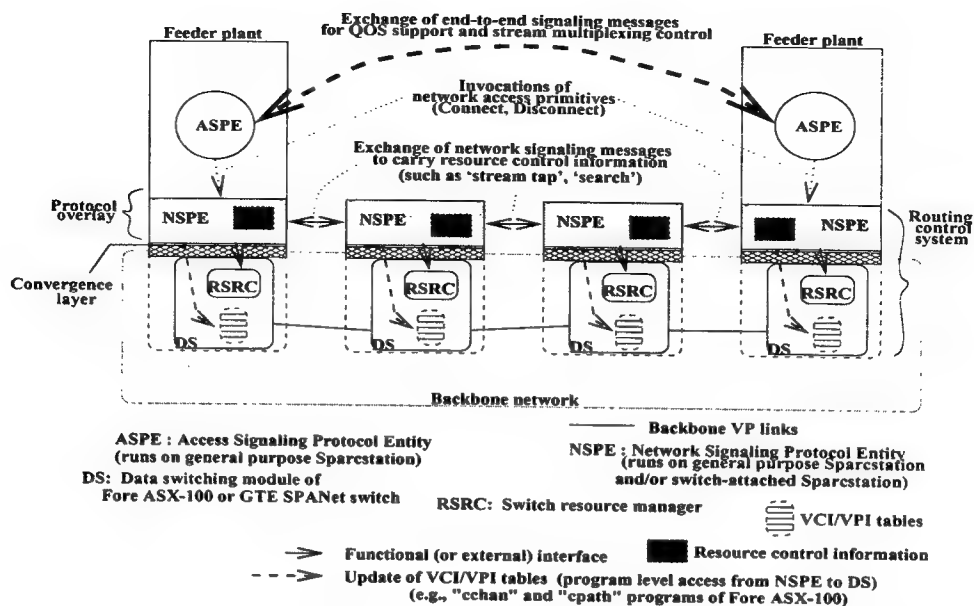 Exchange of end-to-end signaling messages
for QOS support and stream multiplexing control
Feeder plant
Feeder plant
Invocations of
network access primitives
(Connect, Disconnect)
ASPE
ASPE
Exchange of network signaling messages
to carry resource control information
(such as 'stream tap', 'search')
Protocol
overlay
NSPE
NSPE
NSPE
NSPE
Routing
control
system
Convergence
layer
RSRC
RSRC
RSRC
RSRC
DS
DS
DS
DS
Backbone network
ASPE : Access Signaling Protocol Entity
(runs on general purpose Sparcstation)
Backbone VP links
NSPE : Network Signaling Protocol Entity
(runs on general purpose Sparcstation
and/or switch-attached Sparcstation)
DS: Data switching module of
Fore ASX-100 or GTE SPANet switch
RSRC: Switch resource manager
VCI/VPI tables
Functional (or external) interface
Resource control information
Update of VCI/VPI tables (program level access from NSPE to DS)
(e.g., "cchan" and "cpath" programs of Fore ASX-100)